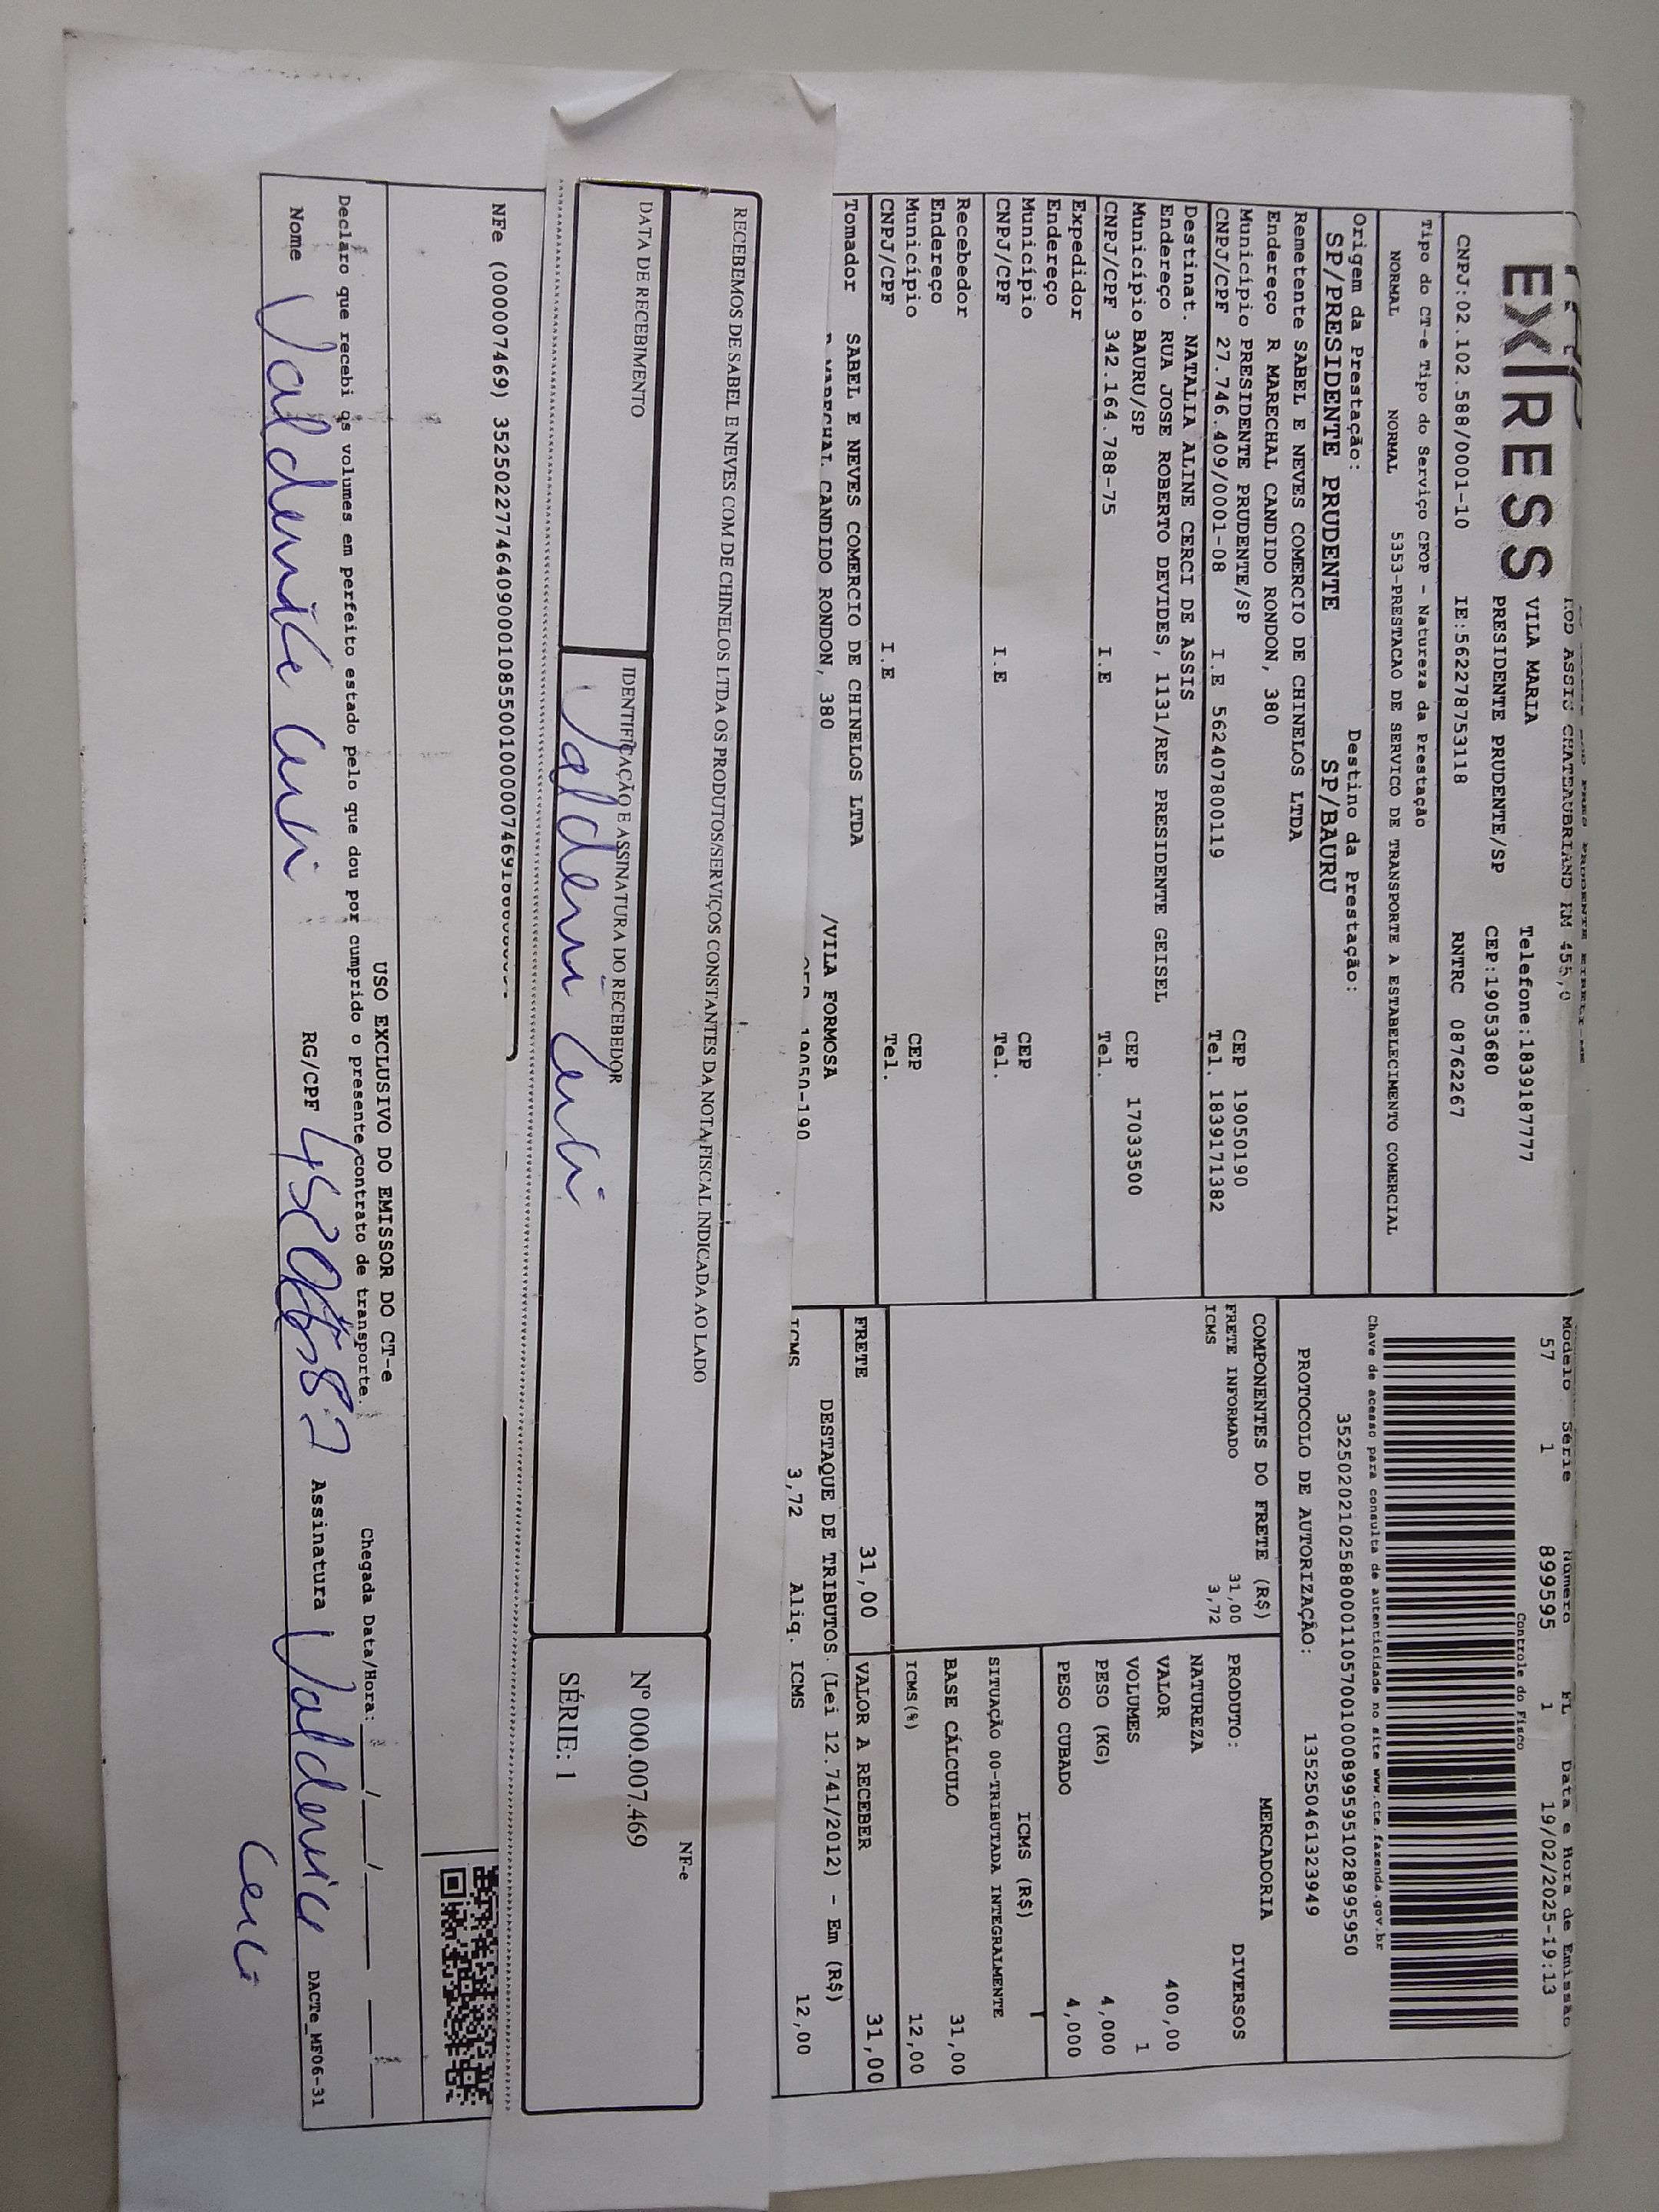 EXPRESS
ROD ASSIS CHATEAUBRIAND KM 455,0
VILA MARIA Telefone:1839187777
PRESIDENTE PRUDENTE/SP CEP:19053680
CNPJ:02.102.588/0001-10 IE:562278753118 RNTRC 08762267
Modelo Série Número FL Data e Hora de Emissão
57 1 899595 1 19/02/2025-19:13
Controle do Fisco
Chave de acesso para consulta de autenticidade no site www.cte.fazenda.gov.br
35250202102588000110570010008995951028995950
PROTOCOLO DE AUTORIZAÇÃO: 135250461323949
Tipo do CT-e Tipo do Serviço CFOP - Natureza da Prestação
NORMAL NORMAL 5353-PRESTACAO DE SERVICO DE TRANSPORTE A ESTABELECIMENTO COMERCIAL
Origem da Prestação: Destino da Prestação:
SP/PRESIDENTE PRUDENTE SP/BAURU
Remetente SABEL E NEVES COMERCIO DE CHINELOS LTDA
Endereço R MARECHAL CANDIDO RONDON, 380
Município PRESIDENTE PRUDENTE/SP CEP 19050190
CNPJ/CPF 27.746.409/0001-08 I.E 562407800119 Tel. 1839171382
Destinat. NATALIA ALINE CERCI DE ASSIS
Endereço RUA JOSE ROBERTO DEVIDES, 1131/RES PRESIDENTE GEISEL
Município BAURU/SP CEP 17033500
CNPJ/CPF 342.164.788-75 I.E Tel.
Expedidor
Endereço
Município CEP
CNPJ/CPF I.E Tel.
Recebedor
Endereço
Município CEP
CNPJ/CPF I.E Tel.
Tomador SABEL E NEVES COMERCIO DE CHINELOS LTDA
R MARECHAL CANDIDO RONDON, 380 /VILA FORMOSA
CEP 19050-190
COMPONENTES DO FRETE (R$)
FRETE INFORMADO 31,00
ICMS 3,72
MERCADORIA
PRODUTO: DIVERSOS
NATUREZA
VALOR 400,00
VOLUMES 1
PESO (KG) 4,000
PESO CUBADO 4,000
ICMS (R$)
SITUAÇÃO 00-TRIBUTADA INTEGRALMENTE
BASE CÁLCULO 31,00
ICMS(%) 12,00
FRETE 31,00 VALOR A RECEBER 31,00
DESTAQUE DE TRIBUTOS (Lei 12.741/2012) - Em (R$)
ICMS 3,72 Aliq. ICMS 12,00
RECEBEMOS DE SABEL E NEVES COM DE CHINELOS LTDA OS PRODUTOS/SERVIÇOS CONSTANTES DA NOTA FISCAL INDICADA AO LADO
NF-e
Nº 000.007.469
SÉRIE: 1
DATA DE RECEBIMENTO IDENTIFICAÇÃO E ASSINATURA DO RECEBEDOR
NFe (000007469)
USO EXCLUSIVO DO EMISSOR DO CT-e
Declaro que recebi os volumes em perfeito estado pelo que dou por cumprido o presente contrato de transporte.
Chegada Data/Hora: __/__/__ __:__
Nome RG/CPF Assinatura
DACTe_MF06-31